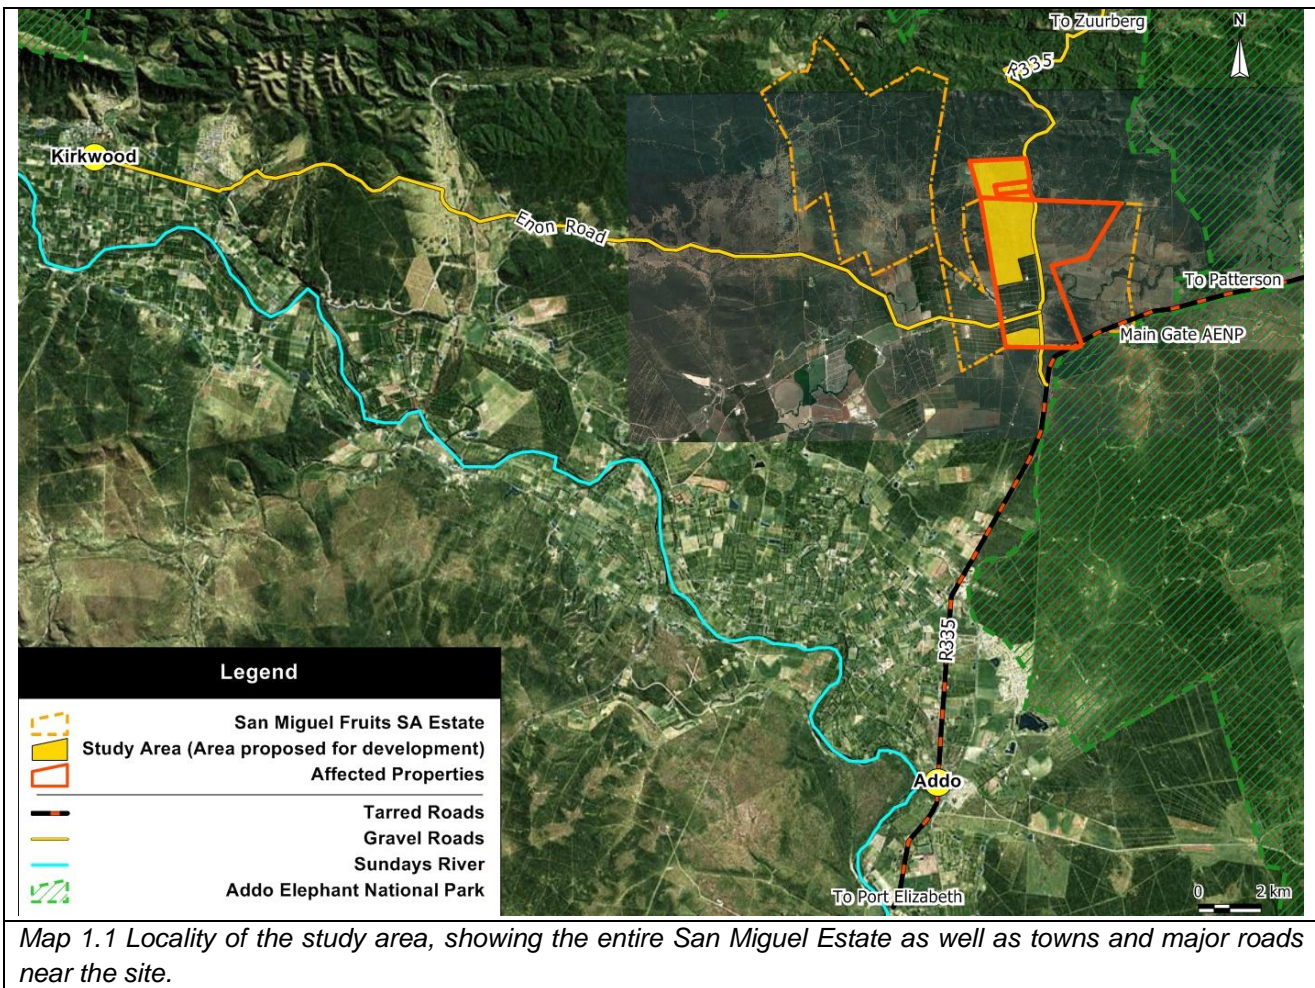 To Zuurberg
N
R335
Kirkwood
Enon Road
To Patterson
Main Gate AENP
R335
Addo
To Port Elizabeth
0 2 km
Legend
San Miguel Fruits SA Estate
Study Area (Area proposed for development)
Affected Properties
Tarred Roads
Gravel Roads
Sundays River
Addo Elephant National Park
Map 1.1 Locality of the study area, showing the entire San Miguel Estate as well as towns and major roads
near the site.